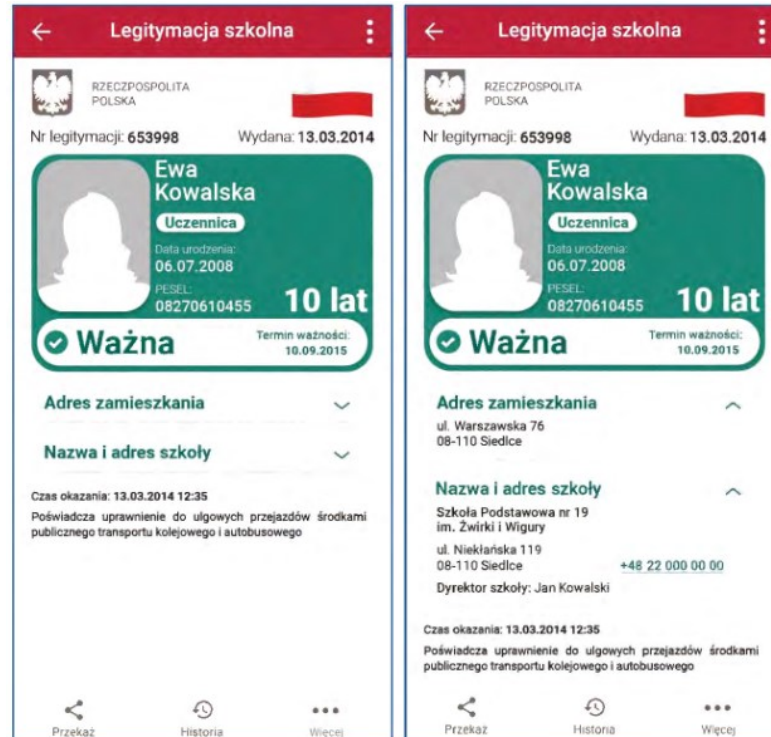 Legitymacja szkolna
RZECZPOSPOLITA
POLSKA
Nr legitymacji: 653998 Wydana: 13.03.2014
Ewa
Kowalska
Uczennica
Data urodzenia:
06.07.2008
PESEL:
08270610455 10 lat
Ważna
Termin ważności:
10.09.2015
Adres zamieszkania
Nazwa i adres szkoły
Czas okazania: 13.03.2014 12:35
Poświadcza uprawnienie do ulgowych przejazdów środkami
publicznego transportu kolejowego i autobusowego
Przekaż Historia Więcej
Legitymacja szkolna
RZECZPOSPOLITA
POLSKA
Nr legitymacji: 653998 Wydana: 13.03.2014
Ewa
Kowalska
Uczennica
Data urodzenia:
06.07.2008
PESEL:
08270610455 10 lat
Ważna
Termin ważności:
10.09.2015
Adres zamieszkania
ul. Warszawska 76
08-110 Siedlce
Nazwa i adres szkoły
Szkoła Podstawowa nr 19
im. Żwirki i Wigury
ul. Niekłańska 119
08-110 Siedlce +48 22 000 00 00
Dyrektor szkoły: Jan Kowalski
Czas okazania: 13.03.2014 12:35
Poświadcza uprawnienie do ulgowych przejazdów środkami
publicznego transportu kolejowego i autobusowego
Przekaż Historia Więcej